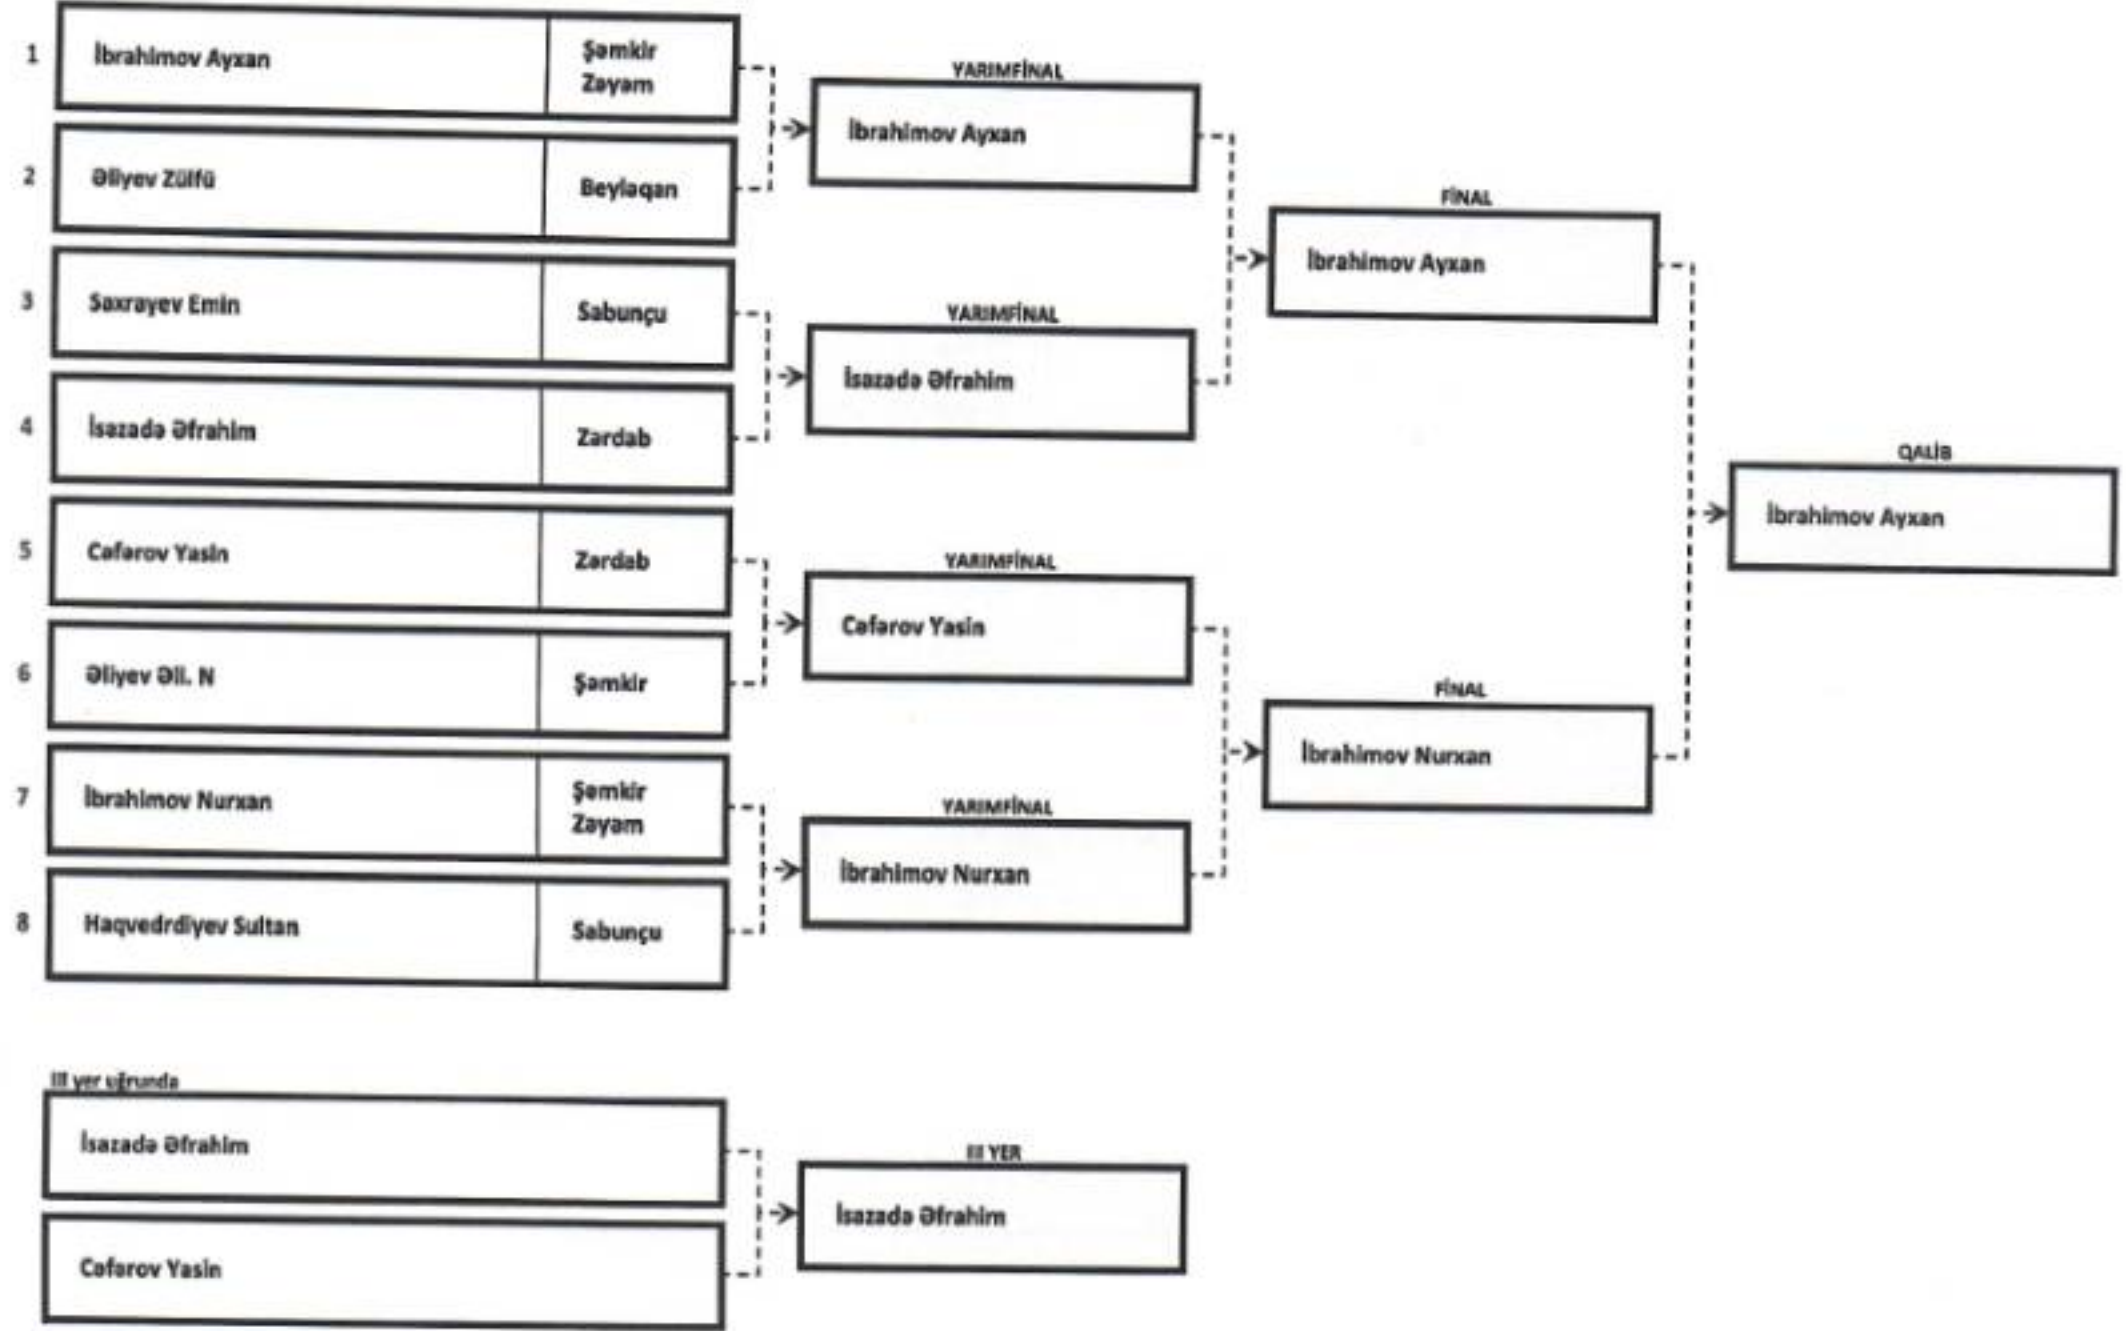 1
İbrahimov Ayxan
Şəmkir
Zəyəm
2
Əliyev Zülfü
Beyləqan
3
Səxrayev Emin
Sabunçu
4
İsəzadə Əfrahim
Zərdab
5
Cəfərov Yasin
Zərdab
6
Əliyev Əli. N
Şəmkir
7
İbrahimov Nurxan
Şəmkir
Zəyəm
8
Haqvedrdiyev Sultan
Sabunçu
YARIMFİNAL
İbrahimov Ayxan
YARIMFİNAL
İsazadə Əfrahim
YARIMFİNAL
Cəfərov Yasin
YARIMFİNAL
İbrahimov Nurxan
FİNAL
İbrahimov Ayxan
FİNAL
İbrahimov Nurxan
QALİB
İbrahimov Ayxan
III yer uğrunda
İsazadə Əfrahim
Cəfərov Yasin
III YER
İsazadə Əfrahim